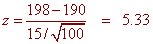 z = (198 − 190) / (15/√100) = 5.33